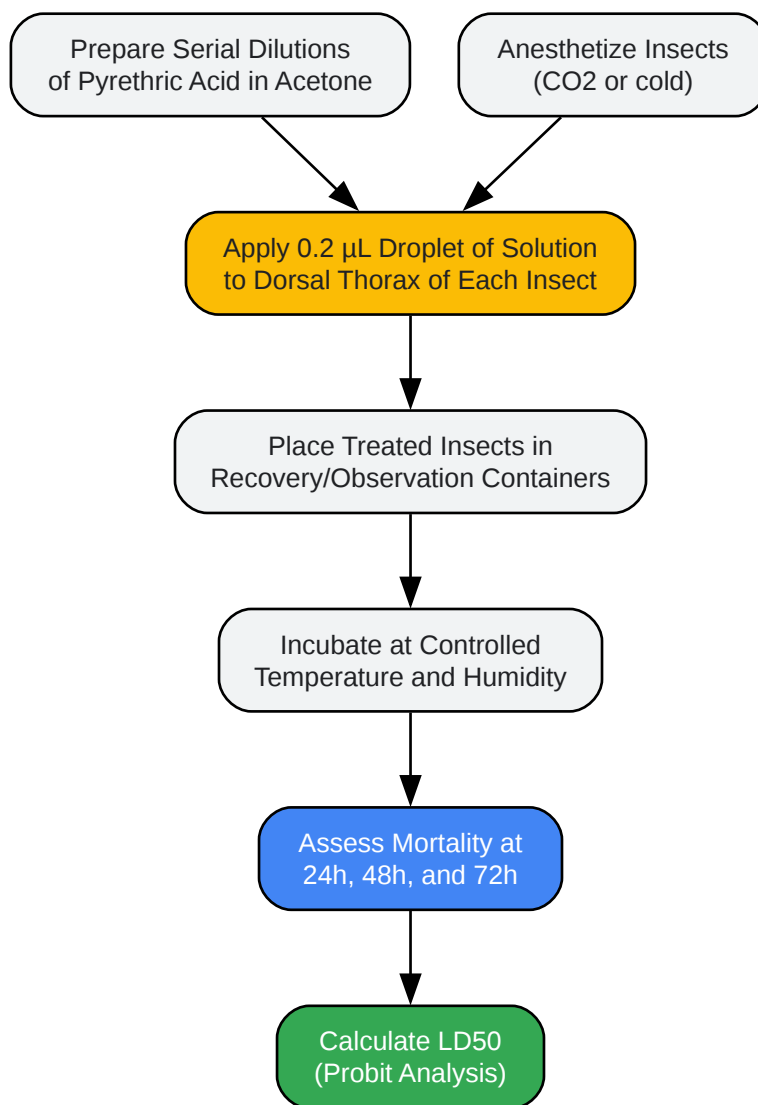 Prepare Serial Dilutions
of Pyrethric Acid in Acetone
Anesthetize Insects
(CO2 or cold)
Apply 0.2 µL Droplet of Solution
to Dorsal Thorax of Each Insect
Place Treated Insects in
Recovery/Observation Containers
Incubate at Controlled
Temperature and Humidity
Assess Mortality at
24h, 48h, and 72h
Calculate LD50
(Probit Analysis)